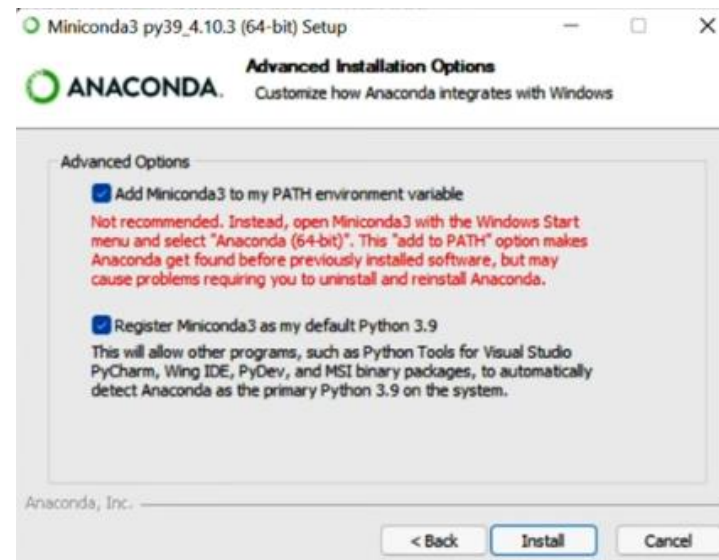 Miniconda3 py39_4.10.3 (64-bit) Setup
ANACONDA.
Advanced Installation Options
Customize how Anaconda integrates with Windows
Advanced Options
Add Miniconda3 to my PATH environment variable
Not recommended. Instead, open Miniconda3 with the Windows Start
menu and select "Anaconda (64-bit)". This "add to PATH" option makes
Anaconda get found before previously installed software, but may
cause problems requiring you to uninstall and reinstall Anaconda.
Register Miniconda3 as my default Python 3.9
This will allow other programs, such as Python Tools for Visual Studio
PyCharm, Wing IDE, PyDev, and MSI binary packages, to automatically
detect Anaconda as the primary Python 3.9 on the system.
Anaconda, Inc.
< Back
Install
Cancel